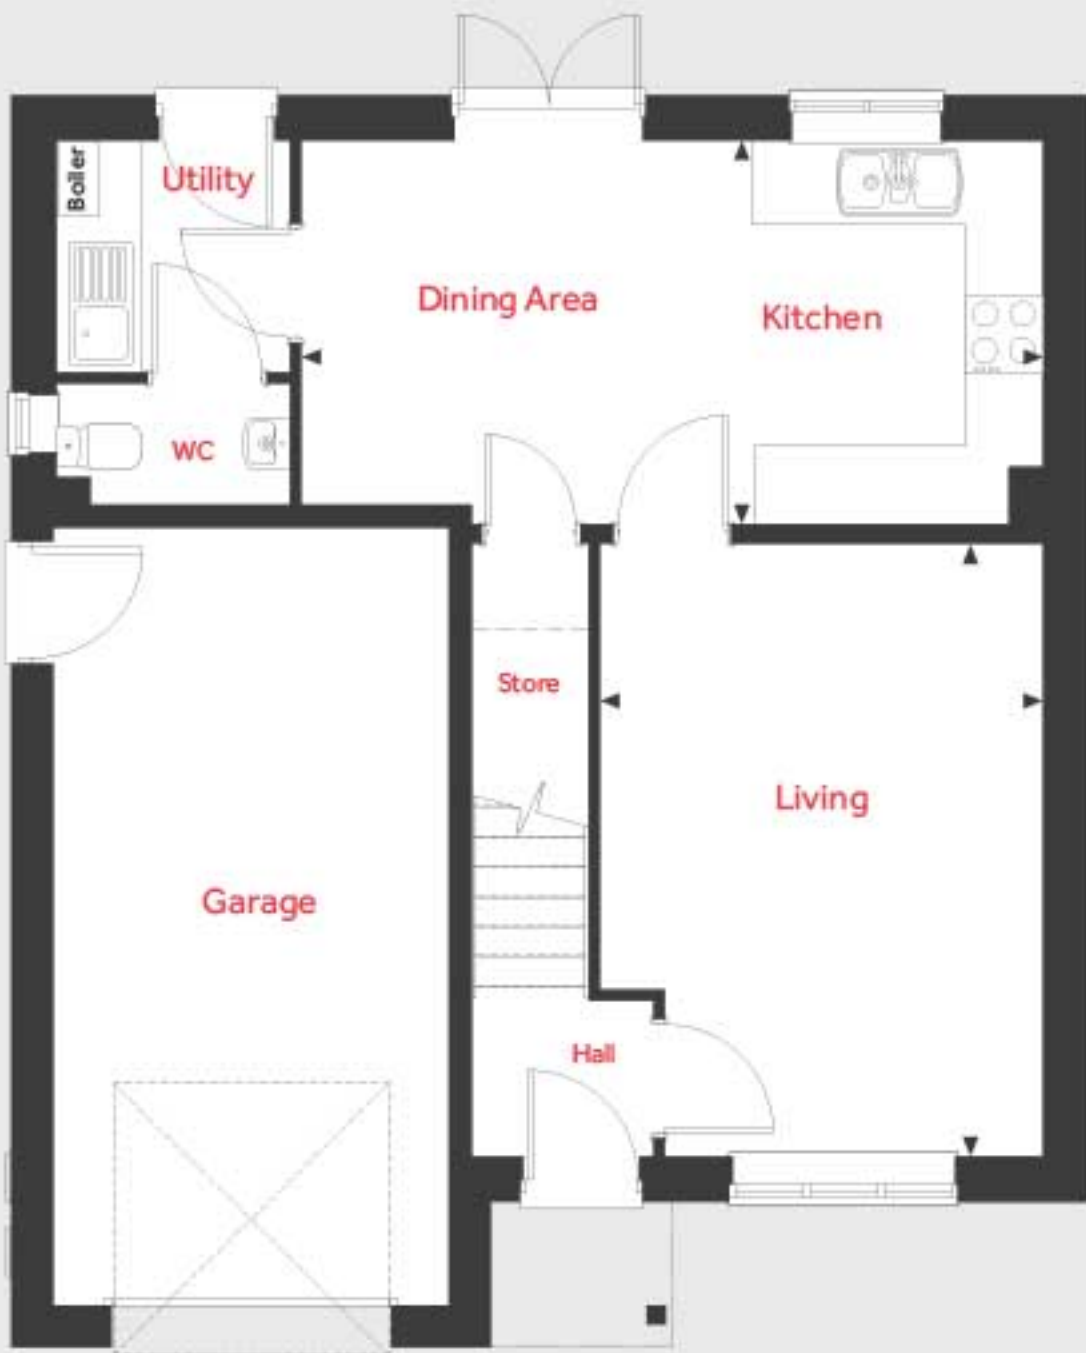 Boiler
Utility
Dining Area
Kitchen
WC
Store
Living
Garage
Hall